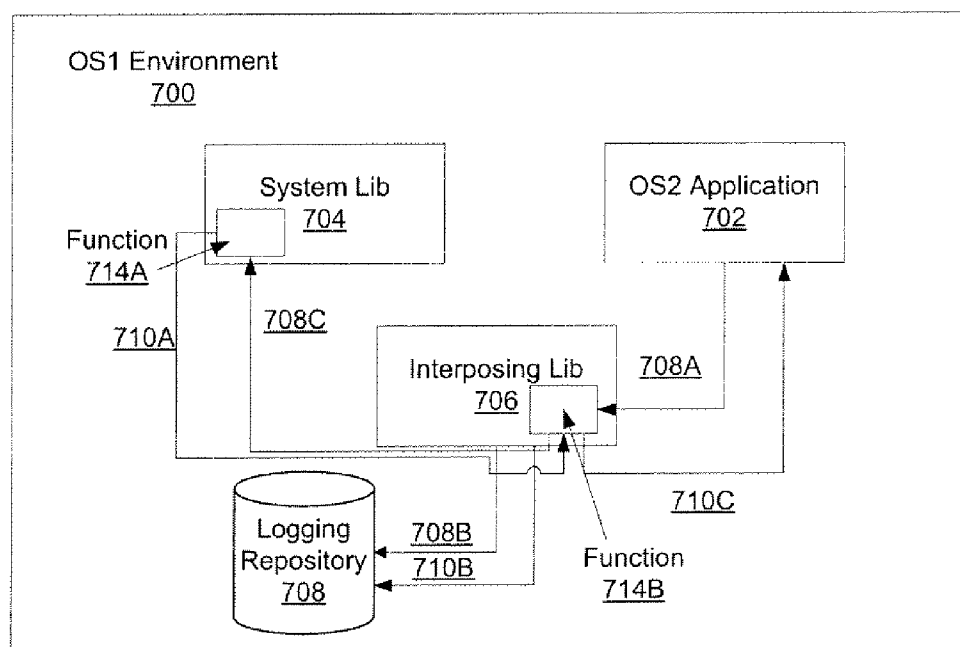 OS1 Environment
700
System Lib
704
OS2 Application
702
Function
714A
710A
708C
Interposing Lib
706
708A
710C
Logging
Repository
708
708B
710B
Function
714B